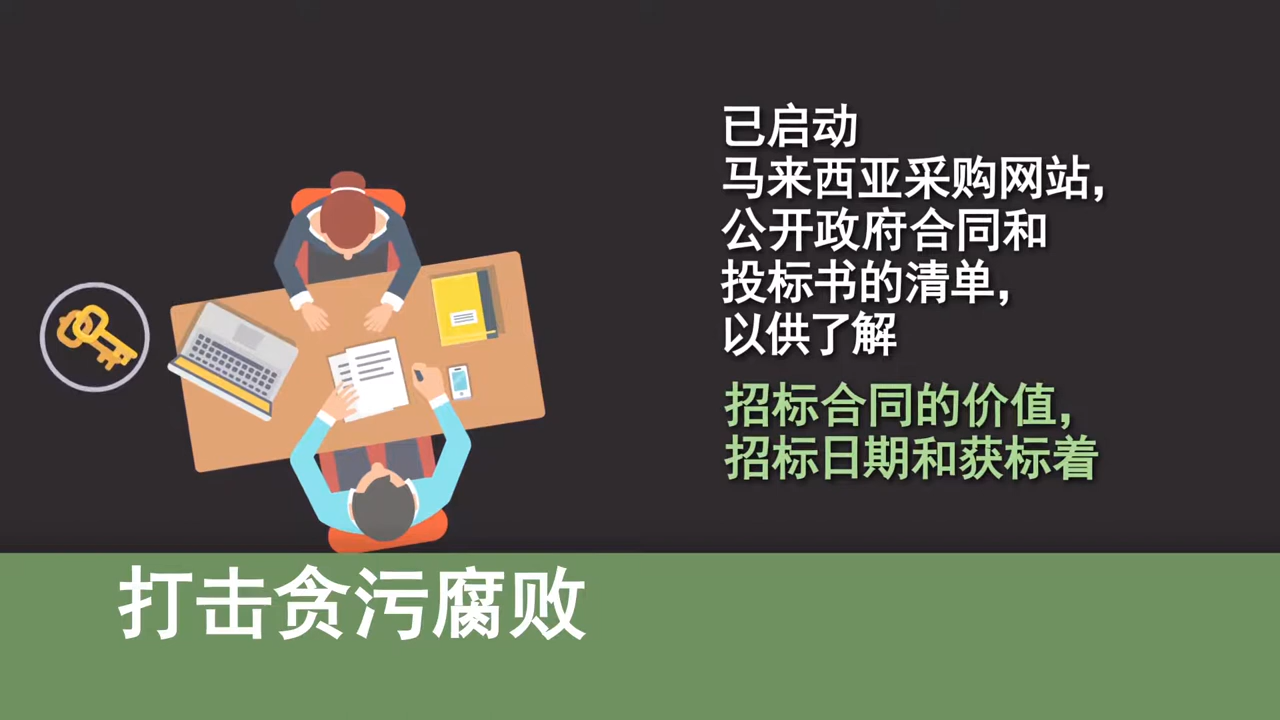 已启动
马来西亚采购网站，
公开政府合同和
投标书的清单，
以供了解
招标合同的价值，
招标日期和获标着
打击贪污腐败